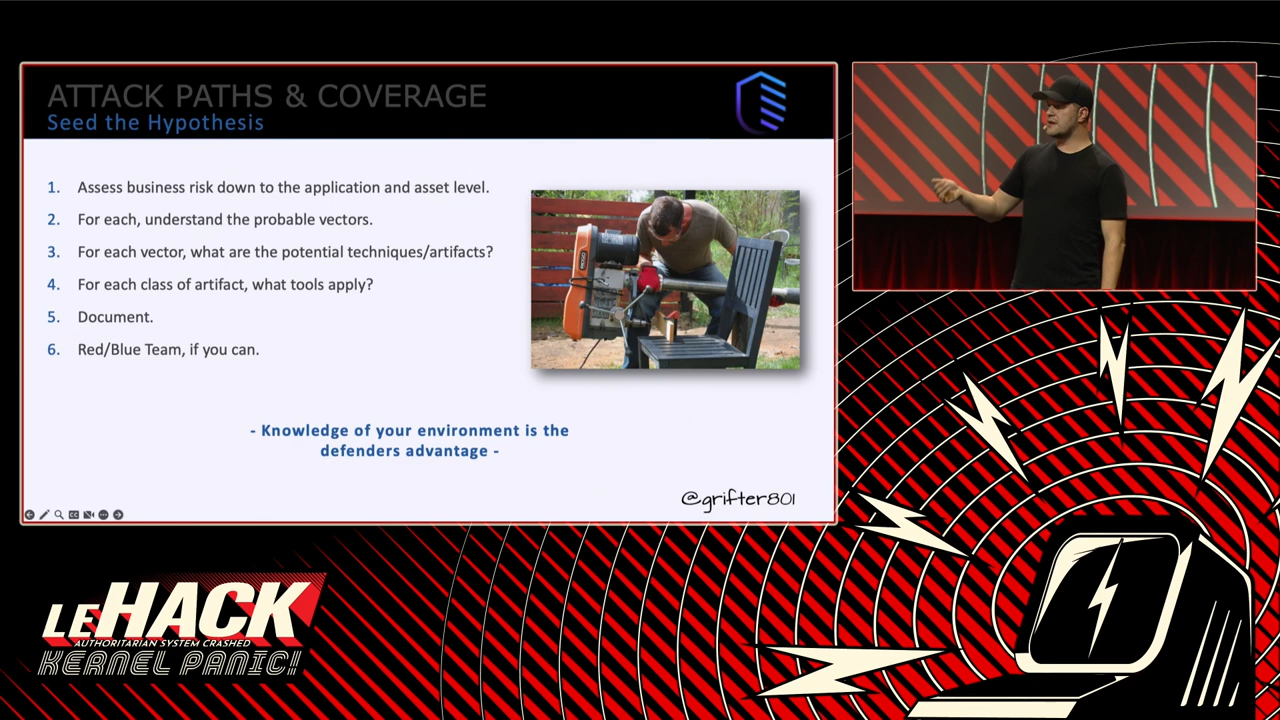 ATTACK PATHS & COVERAGE
Seed the Hypothesis
1. Assess business risk down to the application and asset level.
2. For each, understand the probable vectors.
3. For each vector, what are the potential techniques/artifacts?
4. For each class of artifact, what tools apply?
5. Document.
6. Red/Blue Team, if you can.
- Knowledge of your environment is the
defenders advantage -
@grifter801
LEHACK
AUTHORITARIAN SYSTEM CRASHED
KERNEL PANIC!